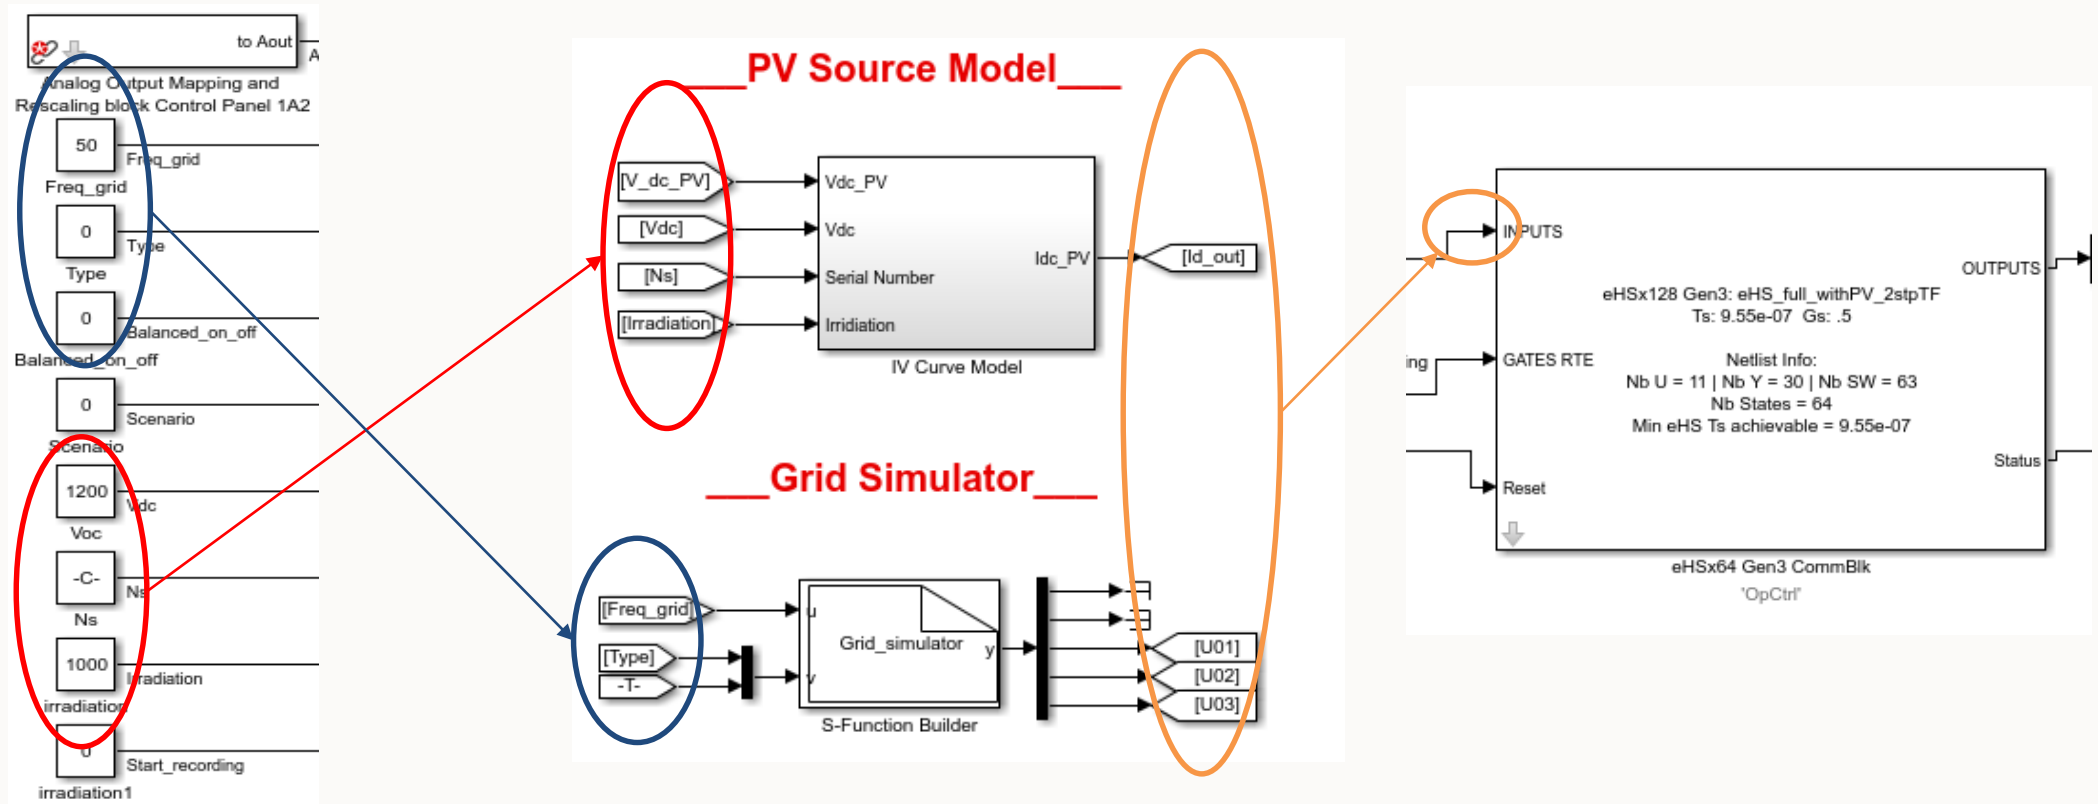 to Aout
A
Analog Output Mapping and
Rescaling block Control Panel 1A2
50
Freq_grid
Freq_grid
0
Type
Type
0
Balanced_on_off
Balanced_on_off
0
Scenario
Scenario
1200
Vdc
Voc
-C-
Ns
Ns
1000
Irradiation
irradiation
0
Start_recording
irradiation1
___PV Source Model___
[V_dc_PV]
Vdc_PV
[Vdc]
Vdc
[Ns]
Serial Number
[Irradiation]
Irridiation
Idc_PV
[Id_out]
IV Curve Model
___Grid Simulator___
[Freq_grid]
u
[Type]
-T-
v
Grid_simulator
y
S-Function Builder
[U01]
[U02]
[U03]
INPUTS
OUTPUTS
eHSx128 Gen3: eHS_full_withPV_2stpTF
Ts: 9.55e-07 Gs: .5
ing
GATES RTE
Netlist Info:
Nb U = 11 | Nb Y = 30 | Nb SW = 63
Nb States = 64
Min eHS Ts achievable = 9.55e-07
Status
Reset
eHSx64 Gen3 CommBlk
'OpCtrl'